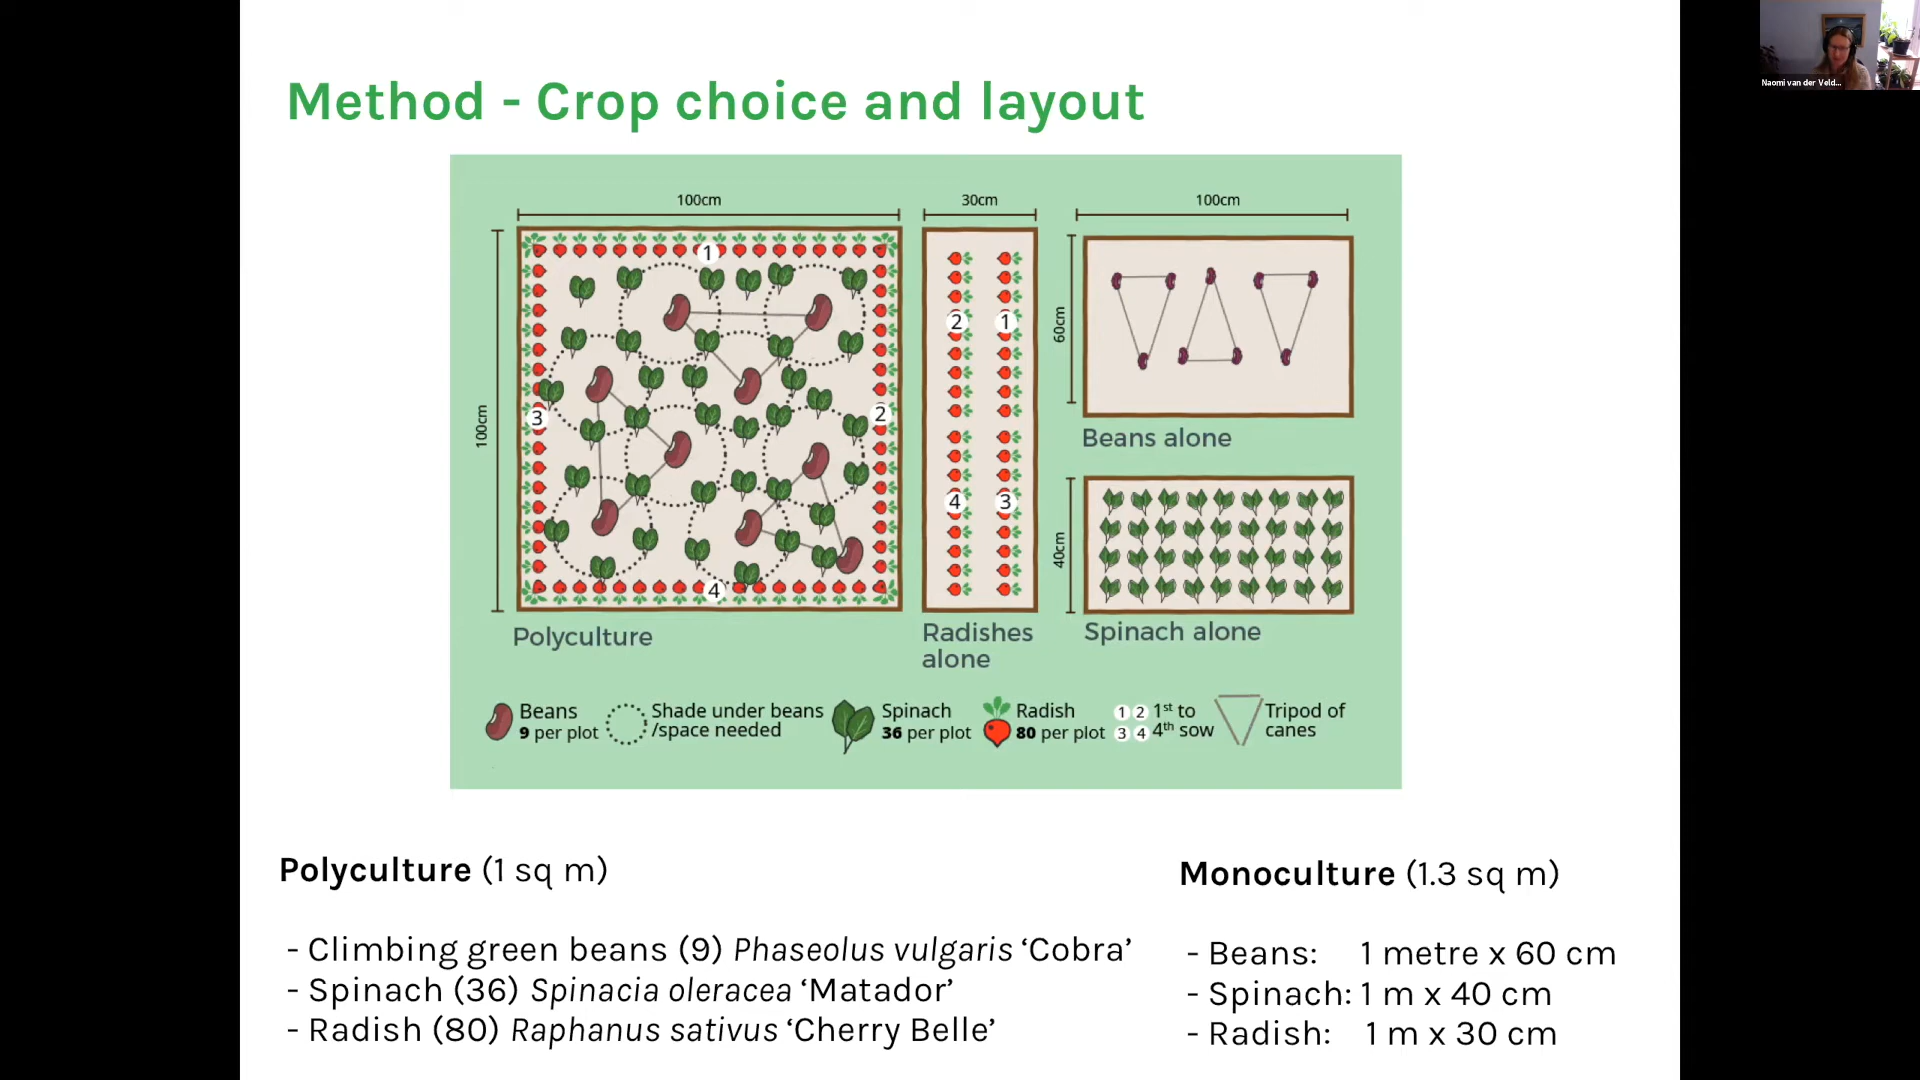 Naomi van der Veld...
Method - Crop choice and layout
100cm
30cm
100cm
100cm
60cm
40cm
1
3
2
4
2
1
4
3
Polyculture
Radishes
alone
Beans alone
Spinach alone
Beans
9 per plot
Shade under beans
/space needed
Spinach
36 per plot
Radish
80 per plot
1 2 1st to
3 4 4th sow
Tripod of
canes
Polyculture (1 sq m)
- Climbing green beans (9) Phaseolus vulgaris ‘Cobra’
- Spinach (36) Spinacia oleracea ‘Matador’
- Radish (80) Raphanus sativus ‘Cherry Belle’
Monoculture (1.3 sq m)
- Beans: 1 metre x 60 cm
- Spinach: 1 m x 40 cm
- Radish: 1 m x 30 cm